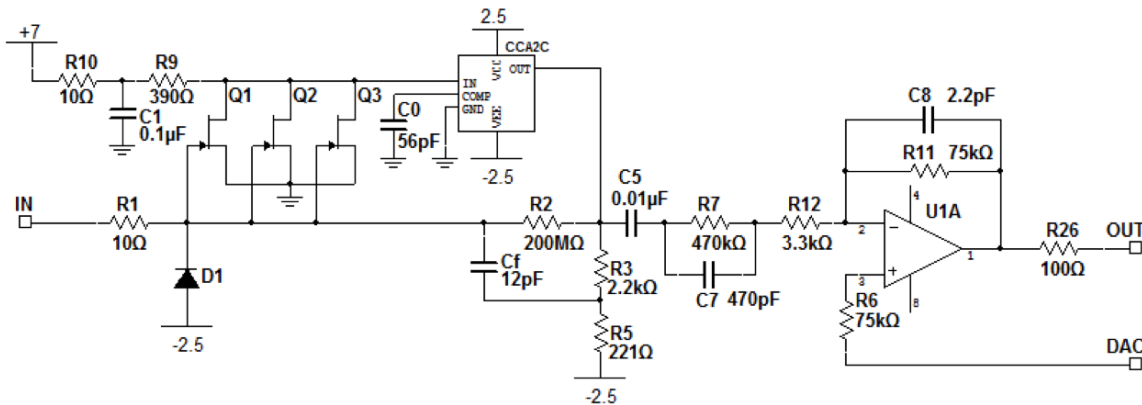 +7
R10
10Ω
R9
390Ω
C1
0.1µF
Q1
Q2
Q3
C0
56pF
2.5
CCA2C
IN
COMP
GND
VCC
VEE
OUT
-2.5
IN
R1
10Ω
D1
-2.5
Cf
12pF
R2
200MΩ
R3
2.2kΩ
R5
221Ω
-2.5
C5
0.01µF
R7
470kΩ
C7 470pF
R12
3.3kΩ
C8 2.2pF
R11 75kΩ
U1A
4
2
3
1
8
R6
75kΩ
R26
100Ω
OUT
DAC